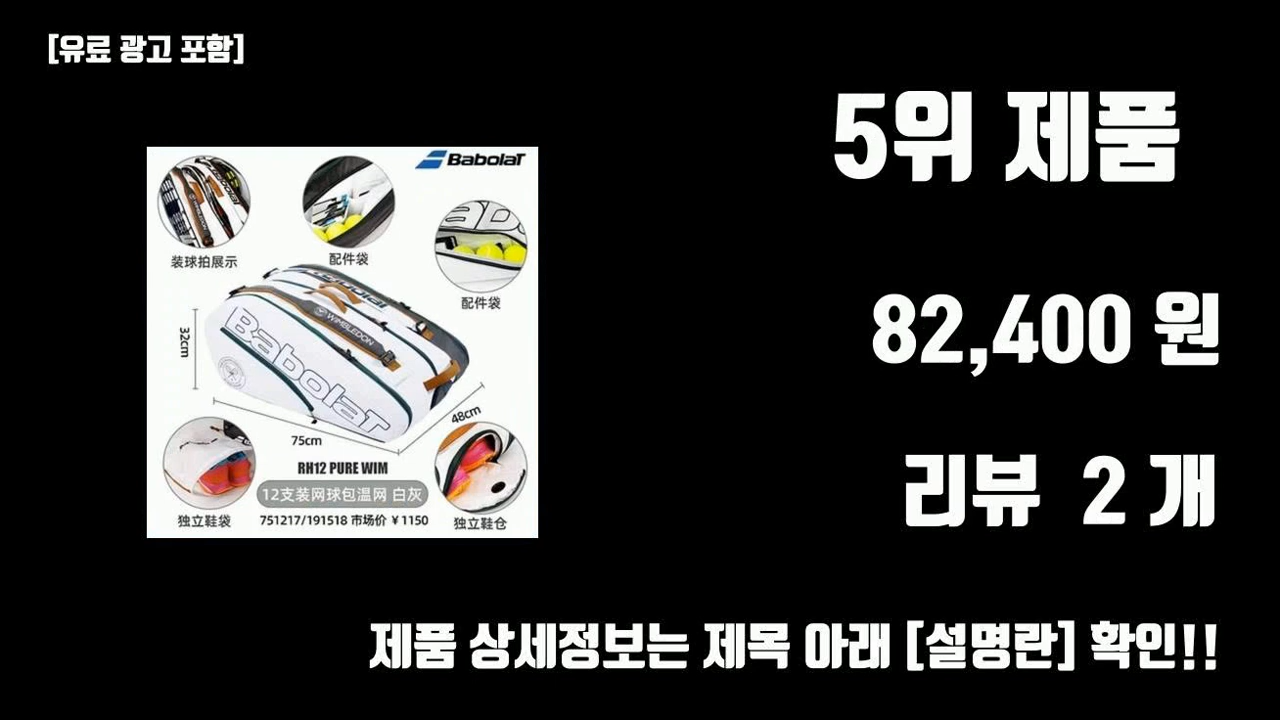 [유료 광고 포함]
5위 제품
BabolaT
装球拍展示
配件袋
配件袋
32cm
WIMBLEDON
BabolaT
48cm
75cm
RH12 PURE WIM
12支装网球包温网 白灰
独立鞋袋
751217/191518 市场价 ¥1150
独立鞋仓
82,400 원
리뷰 2 개
제품 상세정보는 제목 아래 [설명란] 확인!!